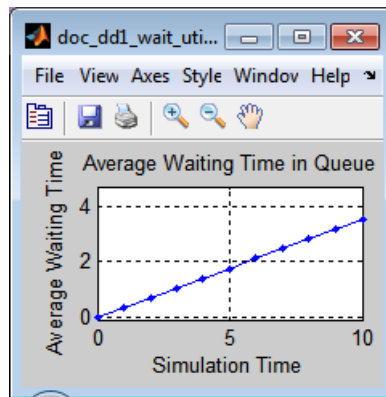 doc_dd1_wait_uti...
File View Axes Style Windov Help
Average Waiting Time in Queue
Average Waiting Time
4
2
0
0 5 10
Simulation Time